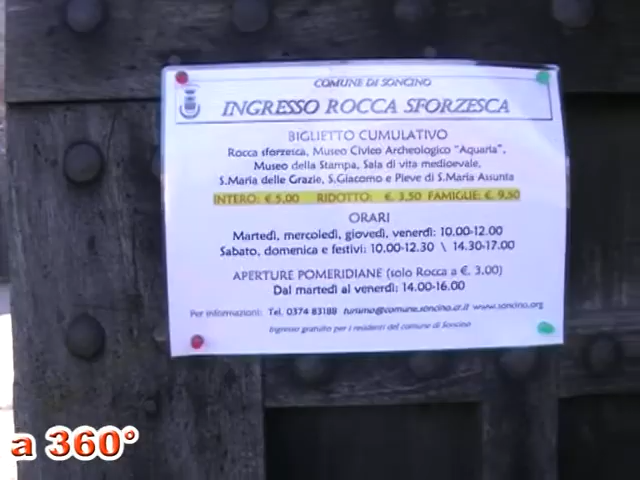 COMUNE DI SONCINO
INGRESSO ROCCA SFORZESCA
BIGLIETTO CUMULATIVO
Rocca sforzesca, Museo Civico Archeologico "Aquaria",
Museo della Stampa, Sala di vita medioevale,
S.Maria delle Grazie, S.Giacomo e Pieve di S.Maria Assunta
INTERO: € 5,00 RIDOTTO: €. 3,50 FAMIGLIE: € 9,50
ORARI
Martedì, mercoledì, giovedì, venerdì: 10.00-12.00
Sabato, domenica e festivi: 10.00-12.30 \ 14.30-17.00
APERTURE POMERIDIANE (solo Rocca a €. 3.00)
Dal martedì al venerdì: 14.00-16.00
Per informazioni: Tel. 0374 83188 turismo@comune.soncino.cr.it www.soncino.org
Ingresso gratuito per i residenti del comune di Soncino
a 360°